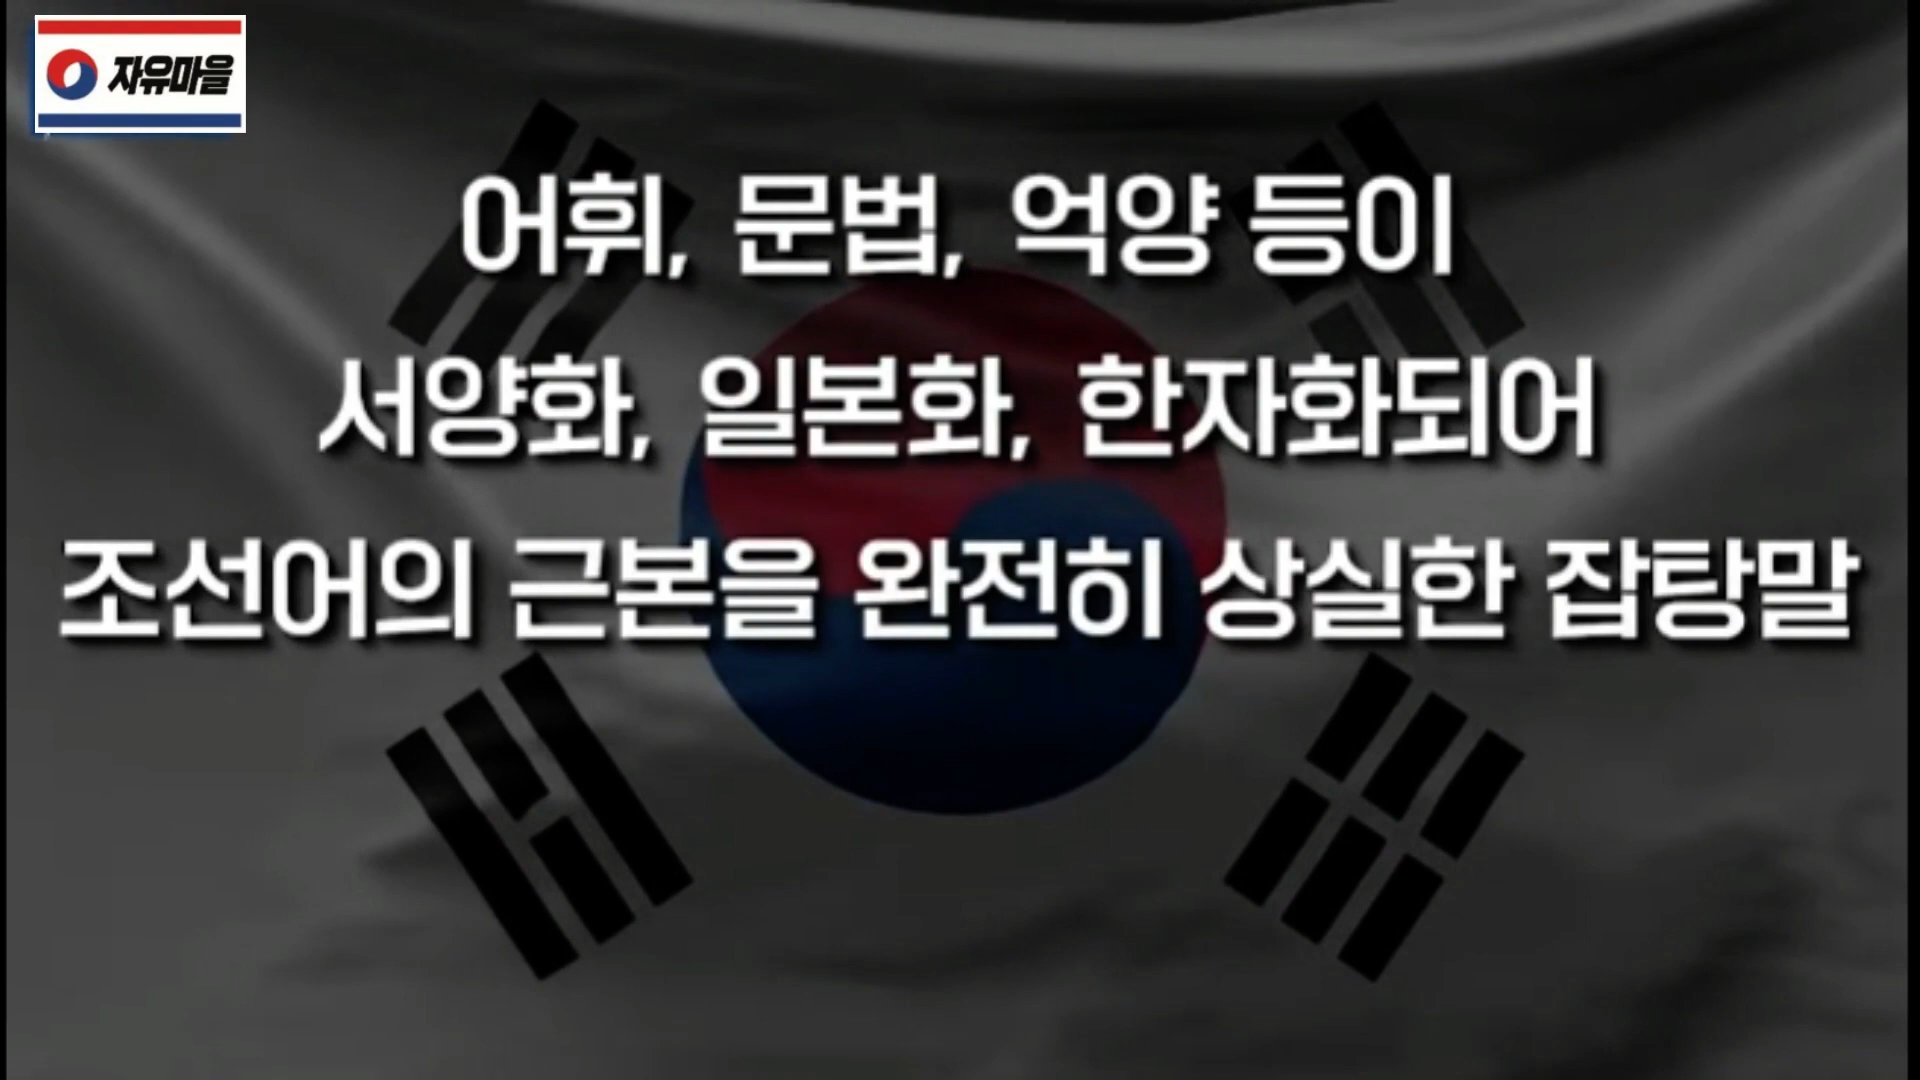 자유마을
어휘, 문법, 억양 등이
서양화, 일본화, 한자화되어
조선어의 근본을 완전히 상실한 잡탕말